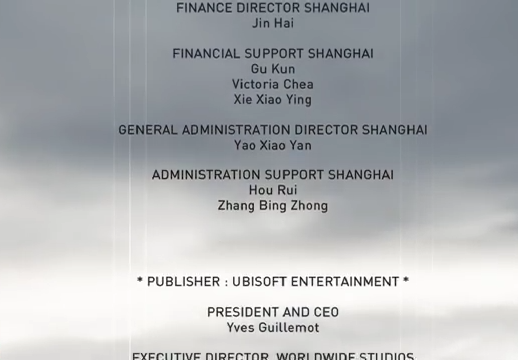 FINANCE DIRECTOR SHANGHAI
Jin Hai
FINANCIAL SUPPORT SHANGHAI
Gu Kun
Victoria Chea
Xie Xiao Ying
GENERAL ADMINISTRATION DIRECTOR SHANGHAI
Yao Xiao Yan
ADMINISTRATION SUPPORT SHANGHAI
Hou Rui
Zhang Bing Zhong
* PUBLISHER : UBISOFT ENTERTAINMENT *
PRESIDENT AND CEO
Yves Guillemot
EXECUTIVE DIRECTOR, WORLDWIDE STUDIOS